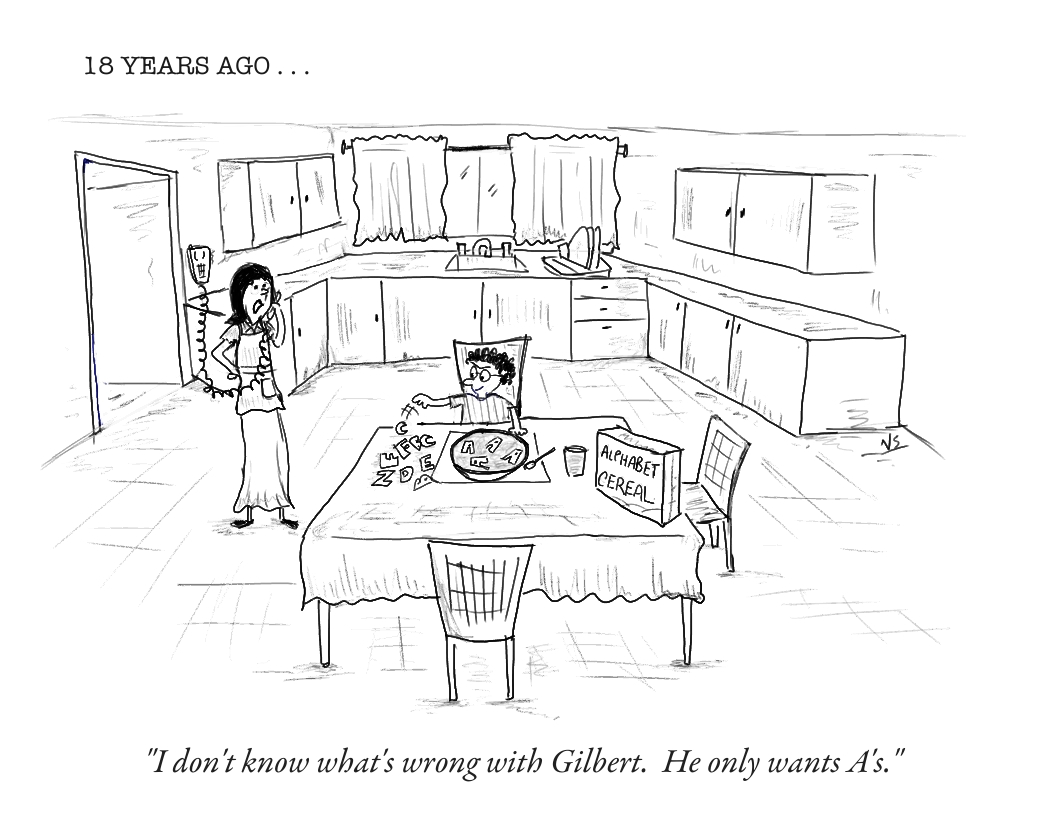 18 YEARS AGO . . .
C
E F F C
Z D E
B
A A A
ALPHABET
CEREAL
NS
"I don't know what's wrong with Gilbert. He only wants A's."